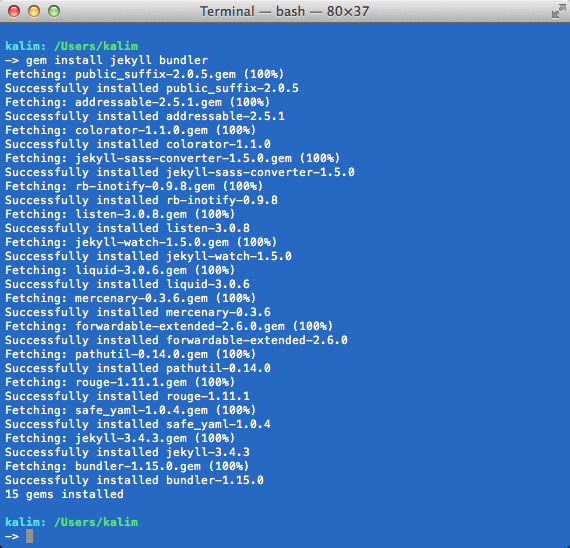 Terminal — bash — 80×37
kalim: /Users/kalim
-> gem install jekyll bundler
Fetching: public_suffix-2.0.5.gem (100%)
Successfully installed public_suffix-2.0.5
Fetching: addressable-2.5.1.gem (100%)
Successfully installed addressable-2.5.1
Fetching: colorator-1.1.0.gem (100%)
Successfully installed colorator-1.1.0
Fetching: jekyll-sass-converter-1.5.0.gem (100%)
Successfully installed jekyll-sass-converter-1.5.0
Fetching: rb-inotify-0.9.8.gem (100%)
Successfully installed rb-inotify-0.9.8
Fetching: listen-3.0.8.gem (100%)
Successfully installed listen-3.0.8
Fetching: jekyll-watch-1.5.0.gem (100%)
Successfully installed jekyll-watch-1.5.0
Fetching: liquid-3.0.6.gem (100%)
Successfully installed liquid-3.0.6
Fetching: mercenary-0.3.6.gem (100%)
Successfully installed mercenary-0.3.6
Fetching: forwardable-extended-2.6.0.gem (100%)
Successfully installed forwardable-extended-2.6.0
Fetching: pathutil-0.14.0.gem (100%)
Successfully installed pathutil-0.14.0
Fetching: rouge-1.11.1.gem (100%)
Successfully installed rouge-1.11.1
Fetching: safe_yaml-1.0.4.gem (100%)
Successfully installed safe_yaml-1.0.4
Fetching: jekyll-3.4.3.gem (100%)
Successfully installed jekyll-3.4.3
Fetching: bundler-1.15.0.gem (100%)
Successfully installed bundler-1.15.0
15 gems installed
kalim: /Users/kalim
->